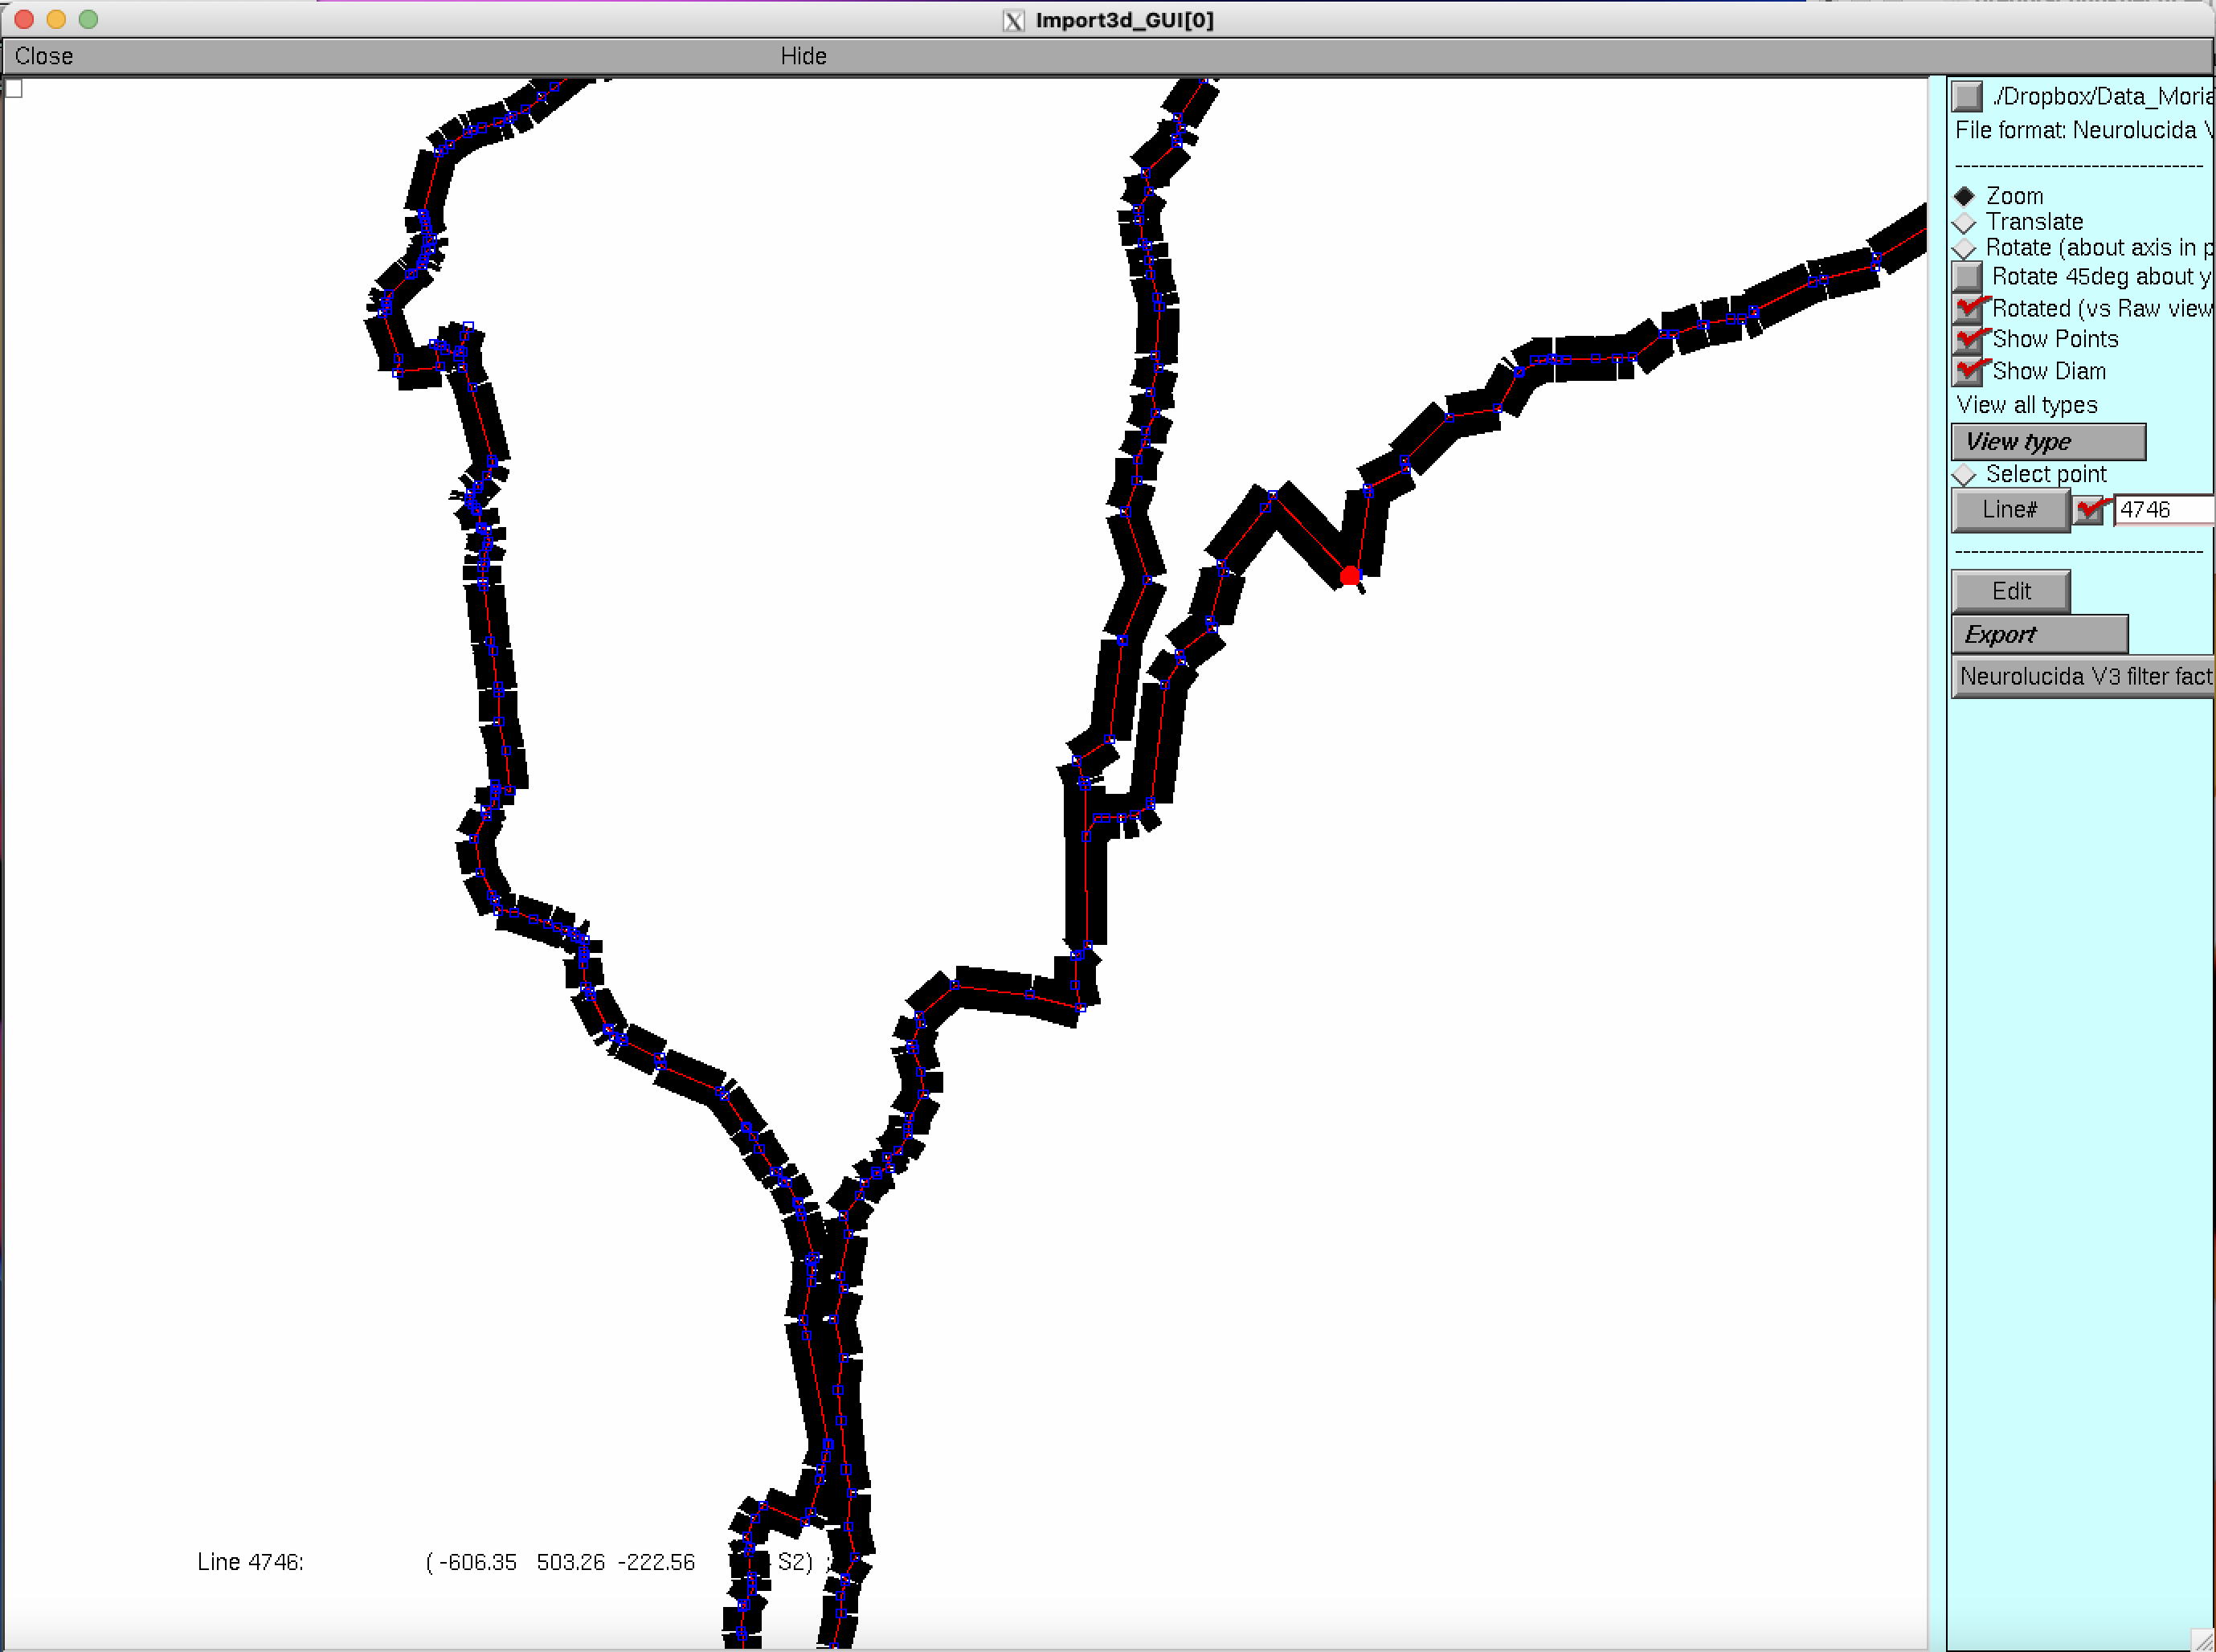 Import3d_GUI[0]
Close Hide
./Dropbox/Data_Moria
File format: Neurolucida V
Zoom
Translate
Rotate (about axis in p
Rotate 45deg about y
Rotated (vs Raw view
Show Points
Show Diam
View all types
View type
Select point
Line# 4746
Edit
Export
Neurolucida V3 filter fact
Line 4746: ( -606.35 503.26 -222.56 S2)